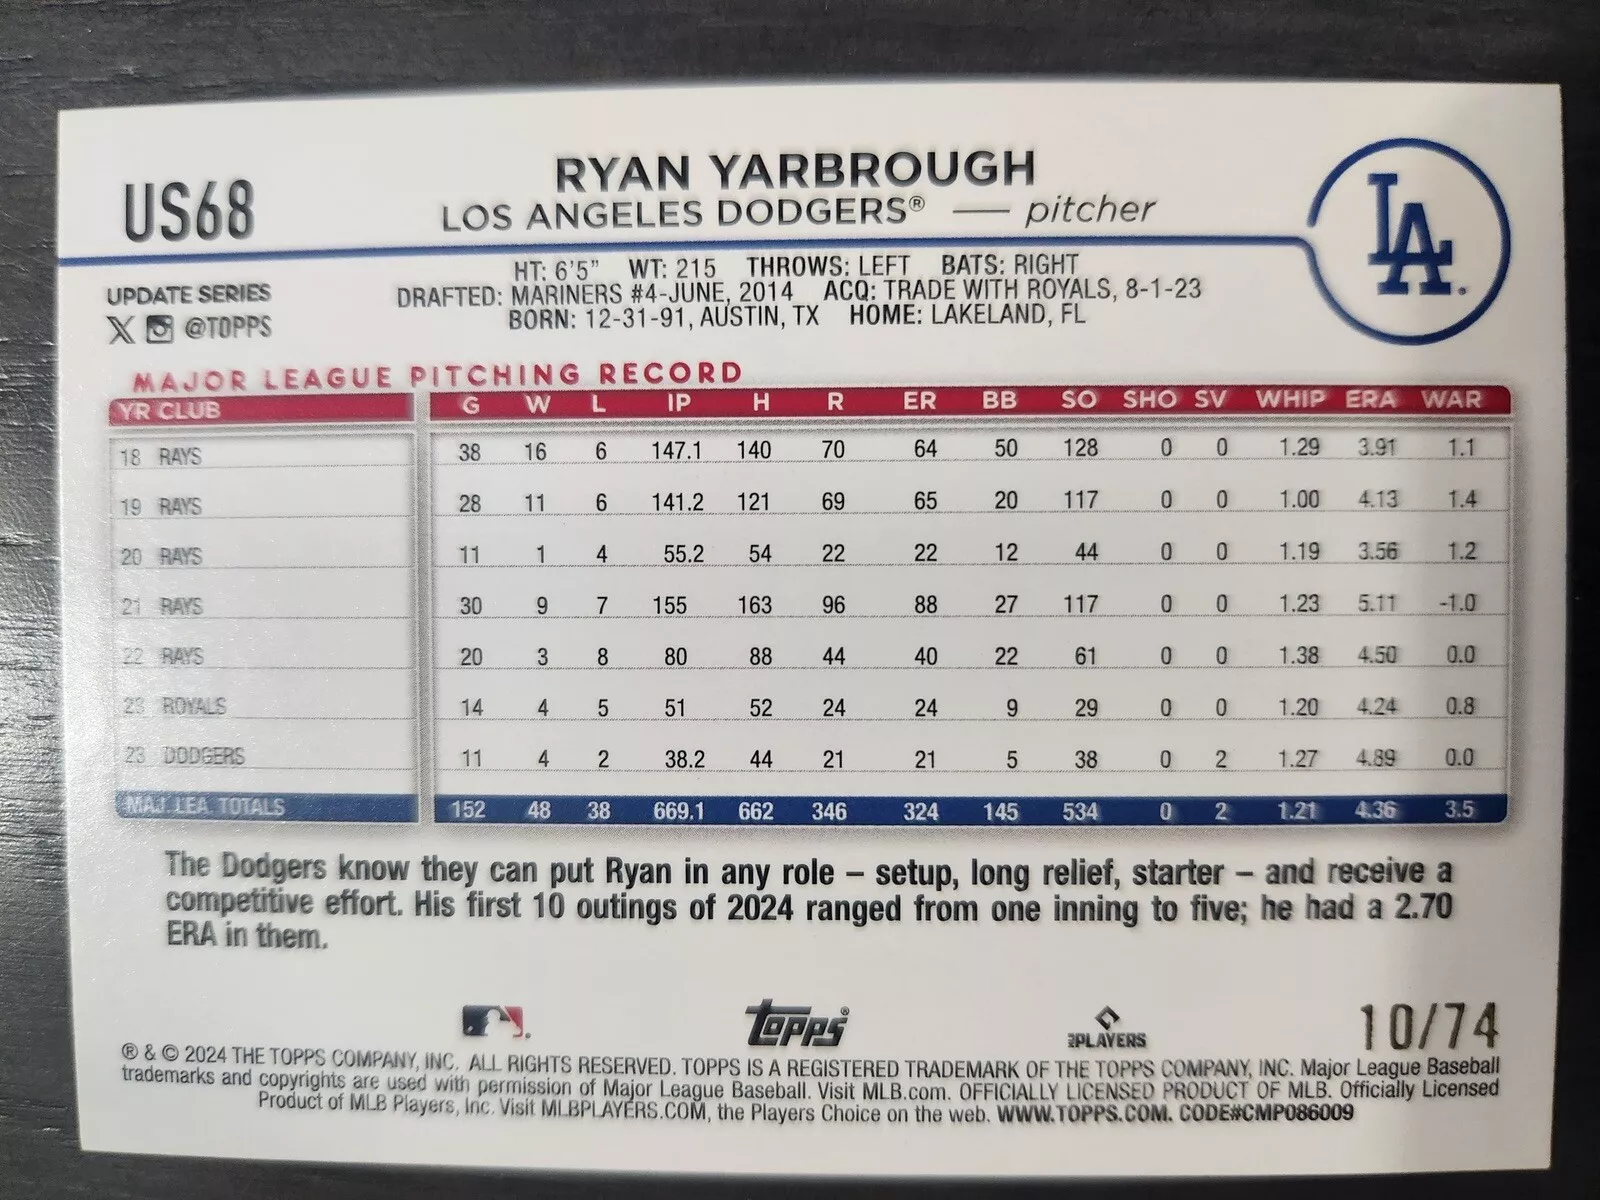 US68
RYAN YARBROUGH
LOS ANGELES DODGERS® — pitcher
LA
HT: 6'5" WT: 215 THROWS: LEFT BATS: RIGHT
DRAFTED: MARINERS #4-JUNE, 2014 ACQ: TRADE WITH ROYALS, 8-1-23
BORN: 12-31-91, AUSTIN, TX HOME: LAKELAND, FL
UPDATE SERIES
X @TOPPS
MAJOR LEAGUE PITCHING RECORD
YR CLUB G W L IP H R ER BB SO SHO SV WHIP ERA WAR
18 RAYS 38 16 6 147.1 140 70 64 50 128 0 0 1.29 3.91 1.1
19 RAYS 28 11 6 141.2 121 69 65 20 117 0 0 1.00 4.13 1.4
20 RAYS 11 1 4 55.2 54 22 22 12 44 0 0 1.19 3.56 1.2
21 RAYS 30 9 7 155 163 96 88 27 117 0 0 1.23 5.11 -1.0
22 RAYS 20 3 8 80 88 44 40 22 61 0 0 1.38 4.50 0.0
23 ROYALS 14 4 5 51 52 24 24 9 29 0 0 1.20 4.24 0.8
23 DODGERS 11 4 2 38.2 44 21 21 5 38 0 2 1.27 4.89 0.0
MAJ. LEA. TOTALS 152 48 38 669.1 662 346 324 145 534 0 2 1.21 4.36 3.5
The Dodgers know they can put Ryan in any role – setup, long relief, starter – and receive a
competitive effort. His first 10 outings of 2024 ranged from one inning to five; he had a 2.70
ERA in them.
topps®
PLAYERS
10/74
® & © 2024 THE TOPPS COMPANY, INC. ALL RIGHTS RESERVED. TOPPS IS A REGISTERED TRADEMARK OF THE TOPPS COMPANY, INC. Major League Baseball
trademarks and copyrights are used with permission of Major League Baseball. Visit MLB.com. OFFICIALLY LICENSED PRODUCT OF MLB. Officially Licensed
Product of MLB Players, Inc. Visit MLBPLAYERS.COM, the Players Choice on the web. WWW.TOPPS.COM. CODE#CMP086009